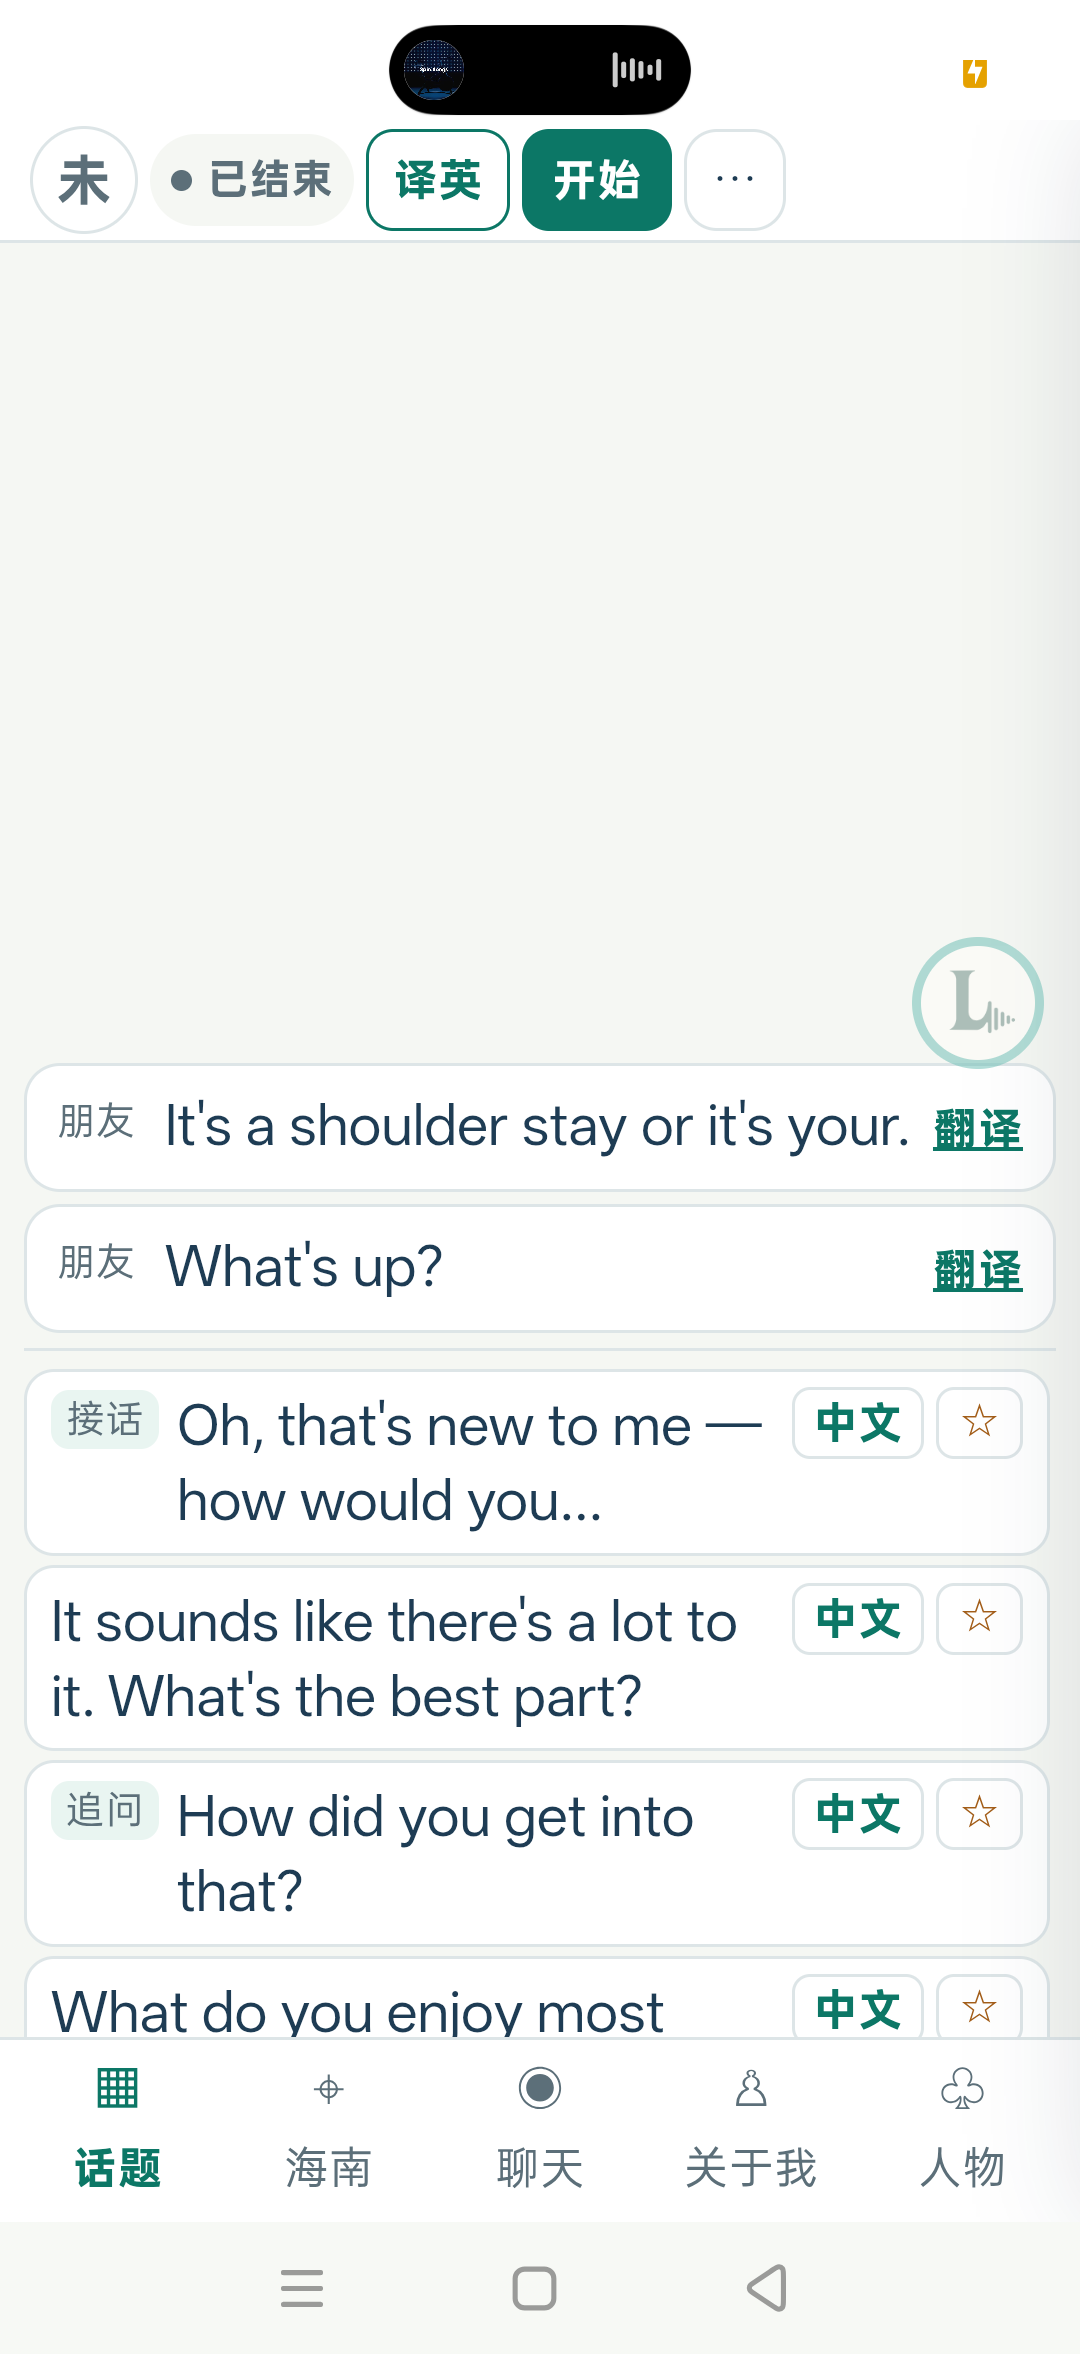 未
已结束
译英
开始
...
L
朋友 It's a shoulder stay or it's your. 翻译
朋友 What's up? 翻译
接话 Oh, that's new to me — 中文 ☆
how would you...
It sounds like there's a lot to 中文 ☆
it. What's the best part?
追问 How did you get into 中文 ☆
that?
What do you enjoy most 中文 ☆
话题
海南
聊天
关于我
人物